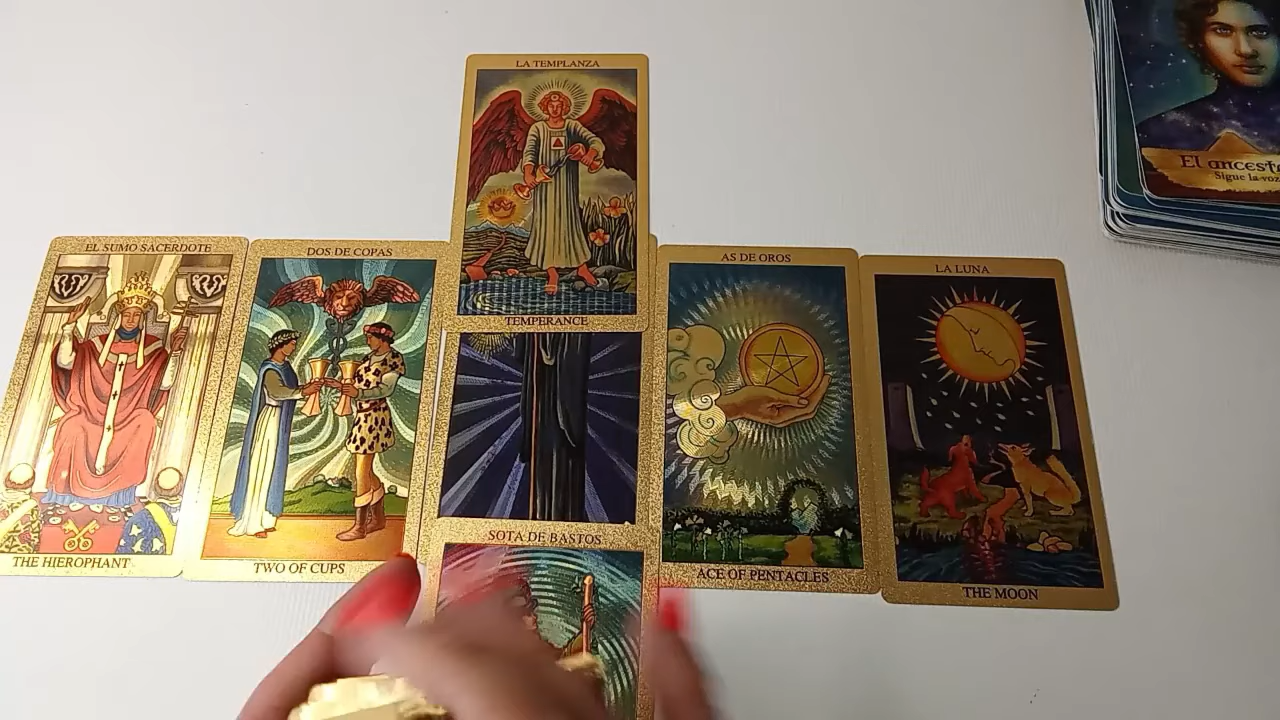 LA TEMPLANZA
TEMPERANCE
EL SUMO SACERDOTE
THE HIEROPHANT
DOS DE COPAS
TWO OF CUPS
SOTA DE BASTOS
AS DE OROS
ACE OF PENTACLES
LA LUNA
THE MOON
El
Sigue la voz